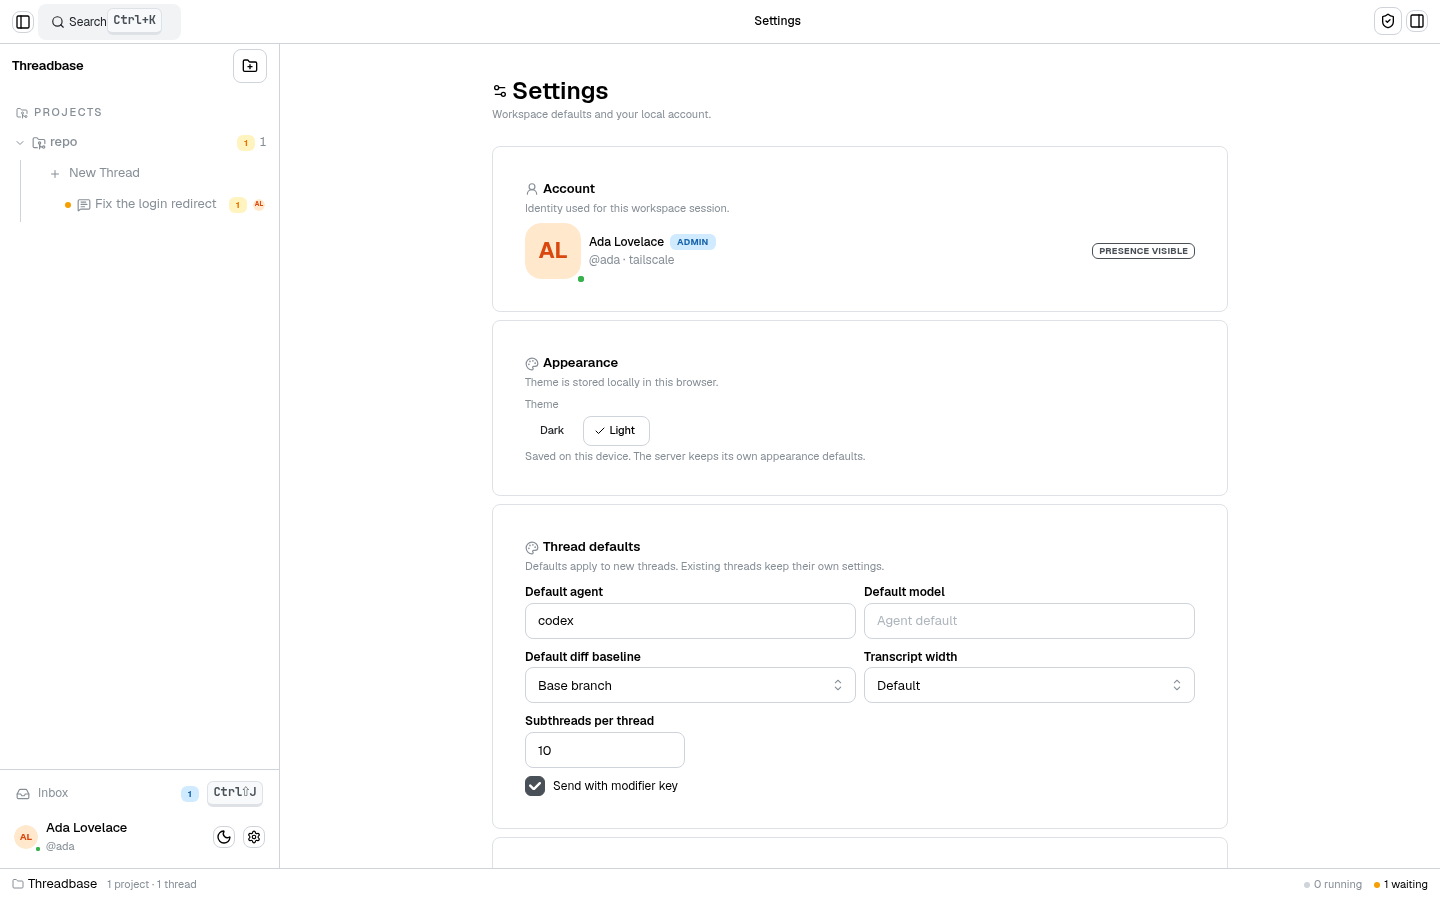 Search Ctrl+K
Settings
Threadbase
PROJECTS
repo 1 1
New Thread
Fix the login redirect 1 AL
Settings
Workspace defaults and your local account.
Account
Identity used for this workspace session.
AL
Ada Lovelace ADMIN
@ada · tailscale
PRESENCE VISIBLE
Appearance
Theme is stored locally in this browser.
Theme
Dark Light
Saved on this device. The server keeps its own appearance defaults.
Thread defaults
Defaults apply to new threads. Existing threads keep their own settings.
Default agent Default model
codex Agent default
Default diff baseline Transcript width
Base branch Default
Subthreads per thread
10
Send with modifier key
Inbox 1 Ctrl⇧J
AL Ada Lovelace
@ada
Threadbase 1 project · 1 thread
0 running 1 waiting